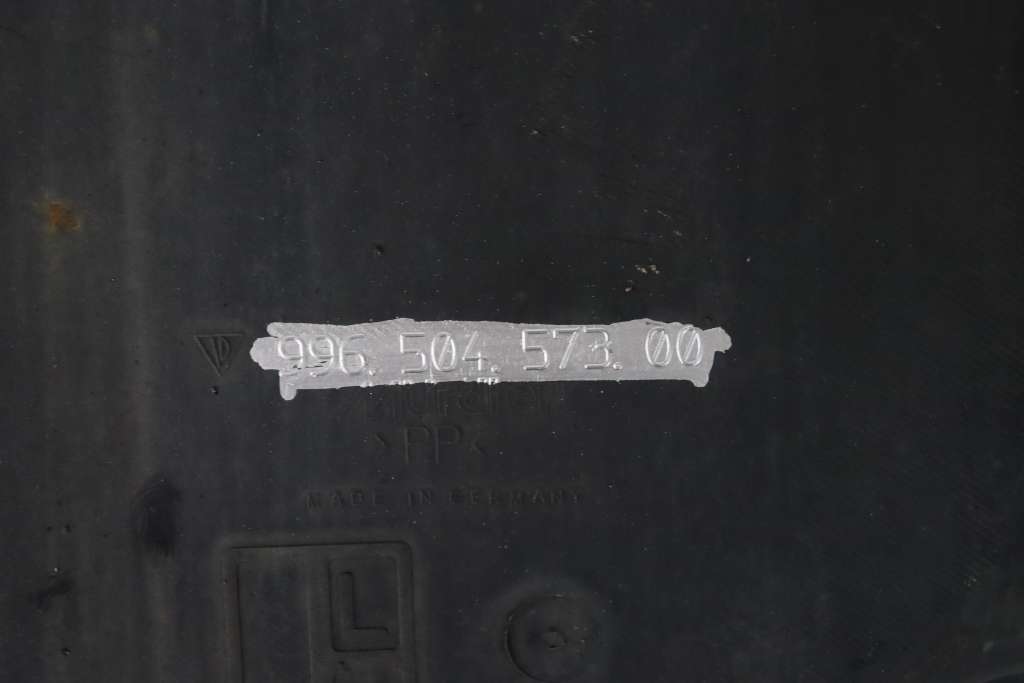 996. 504. 573. 00
>PP<
MADE IN GERMANY
L